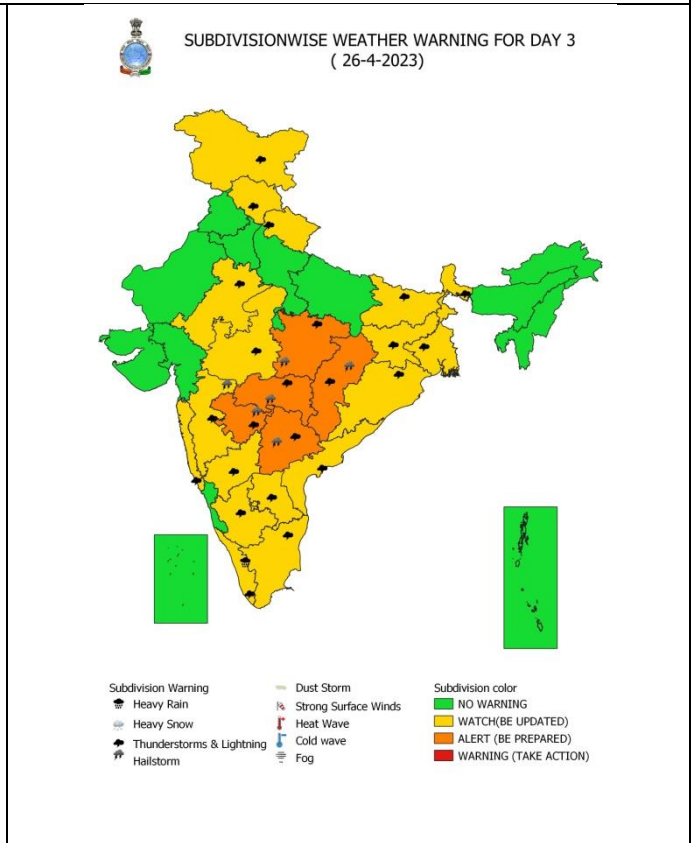 SUBDIVISIONWISE WEATHER WARNING FOR DAY 3
( 26-4-2023)
Subdivision Warning
Heavy Rain
Heavy Snow
Thunderstorms & Lightning
Hailstorm
Dust Storm
Strong Surface Winds
Heat Wave
Cold wave
Fog
Subdivision color
NO WARNING
WATCH(BE UPDATED)
ALERT (BE PREPARED)
WARNING (TAKE ACTION)